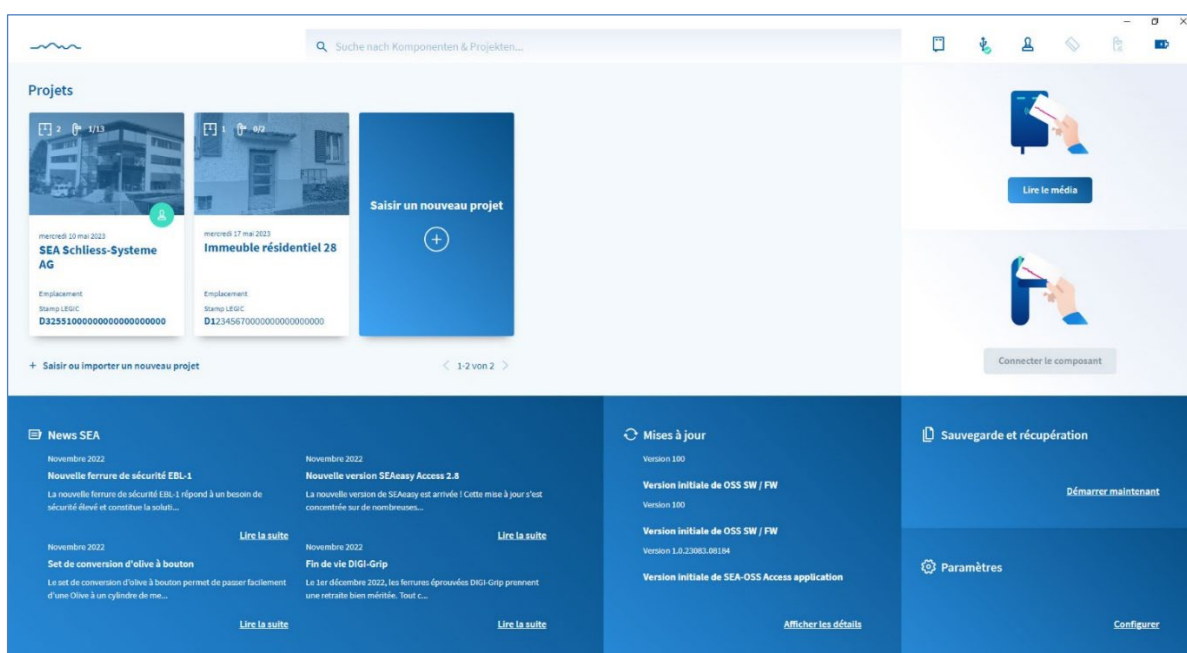 Suche nach Komponenten & Projekten...
Projets
2 1/13
mercredi 10 mai 2023
SEA Schliess-Systeme
AG
Emplacement
Stamp LEGIC
D3255100000000000000000
1 0/2
mercredi 17 mai 2023
Immeuble résidentiel 28
Emplacement
Stamp LEGIC
D1234567000000000000000
Saisir un nouveau projet
+ Saisir ou importer un nouveau projet
1-2 von 2
Lire le média
Connecter le composant
News SEA
Novembre 2022
Nouvelle ferrure de sécurité EBL-1
La nouvelle ferrure de sécurité EBL-1 répond à un besoin de
sécurité élevé et constitue la soluti...
Lire la suite
Novembre 2022
Nouvelle version SEAeasy Access 2.8
La nouvelle version de SEAeasy est arrivée ! Cette mise à jour s'est
concentrée sur de nombreuses...
Lire la suite
Novembre 2022
Set de conversion d'olive à bouton
Le set de conversion d'olive à bouton permet de passer facilement
d'une Olive à un cylindre de me...
Lire la suite
Novembre 2022
Fin de vie DIGI-Grip
Le 1er décembre 2022, les ferrures éprouvées DIGI-Grip prennent
une retraite bien méritée. Tout c...
Lire la suite
Mises à jour
Version 100
Version initiale de OSS SW / FW
Version 100
Version initiale de OSS SW / FW
Version 1.0.23083.08184
Version initiale de SEA-OSS Access application
Afficher les détails
Sauvegarde et récupération
Démarrer maintenant
Paramètres
Configurer